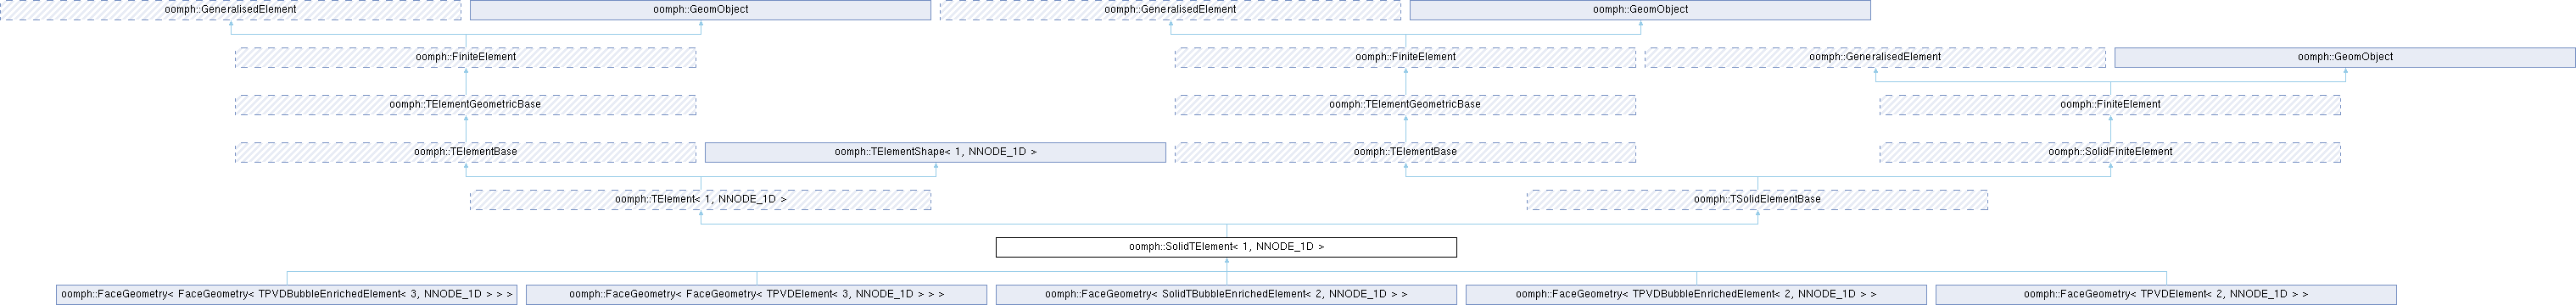 oomph::GeneralisedElement
oomph::GeomObject
oomph::GeneralisedElement
oomph::GeomObject
oomph::FiniteElement
oomph::FiniteElement
oomph::GeneralisedElement
oomph::GeomObject
oomph::TElementGeometricBase
oomph::TElementGeometricBase
oomph::FiniteElement
oomph::TElementBase
oomph::TElementShape< 1, NNODE_1D >
oomph::TElementBase
oomph::SolidFiniteElement
oomph::TElement< 1, NNODE_1D >
oomph::TSolidElementBase
oomph::SolidTElement< 1, NNODE_1D >
oomph::FaceGeometry< FaceGeometry< TPVDBubbleEnrichedElement< 3, NNODE_1D > > >
oomph::FaceGeometry< FaceGeometry< TPVDElement< 3, NNODE_1D > > >
oomph::FaceGeometry< SolidTBubbleEnrichedElement< 2, NNODE_1D > >
oomph::FaceGeometry< TPVDBubbleEnrichedElement< 2, NNODE_1D > >
oomph::FaceGeometry< TPVDElement< 2, NNODE_1D > >